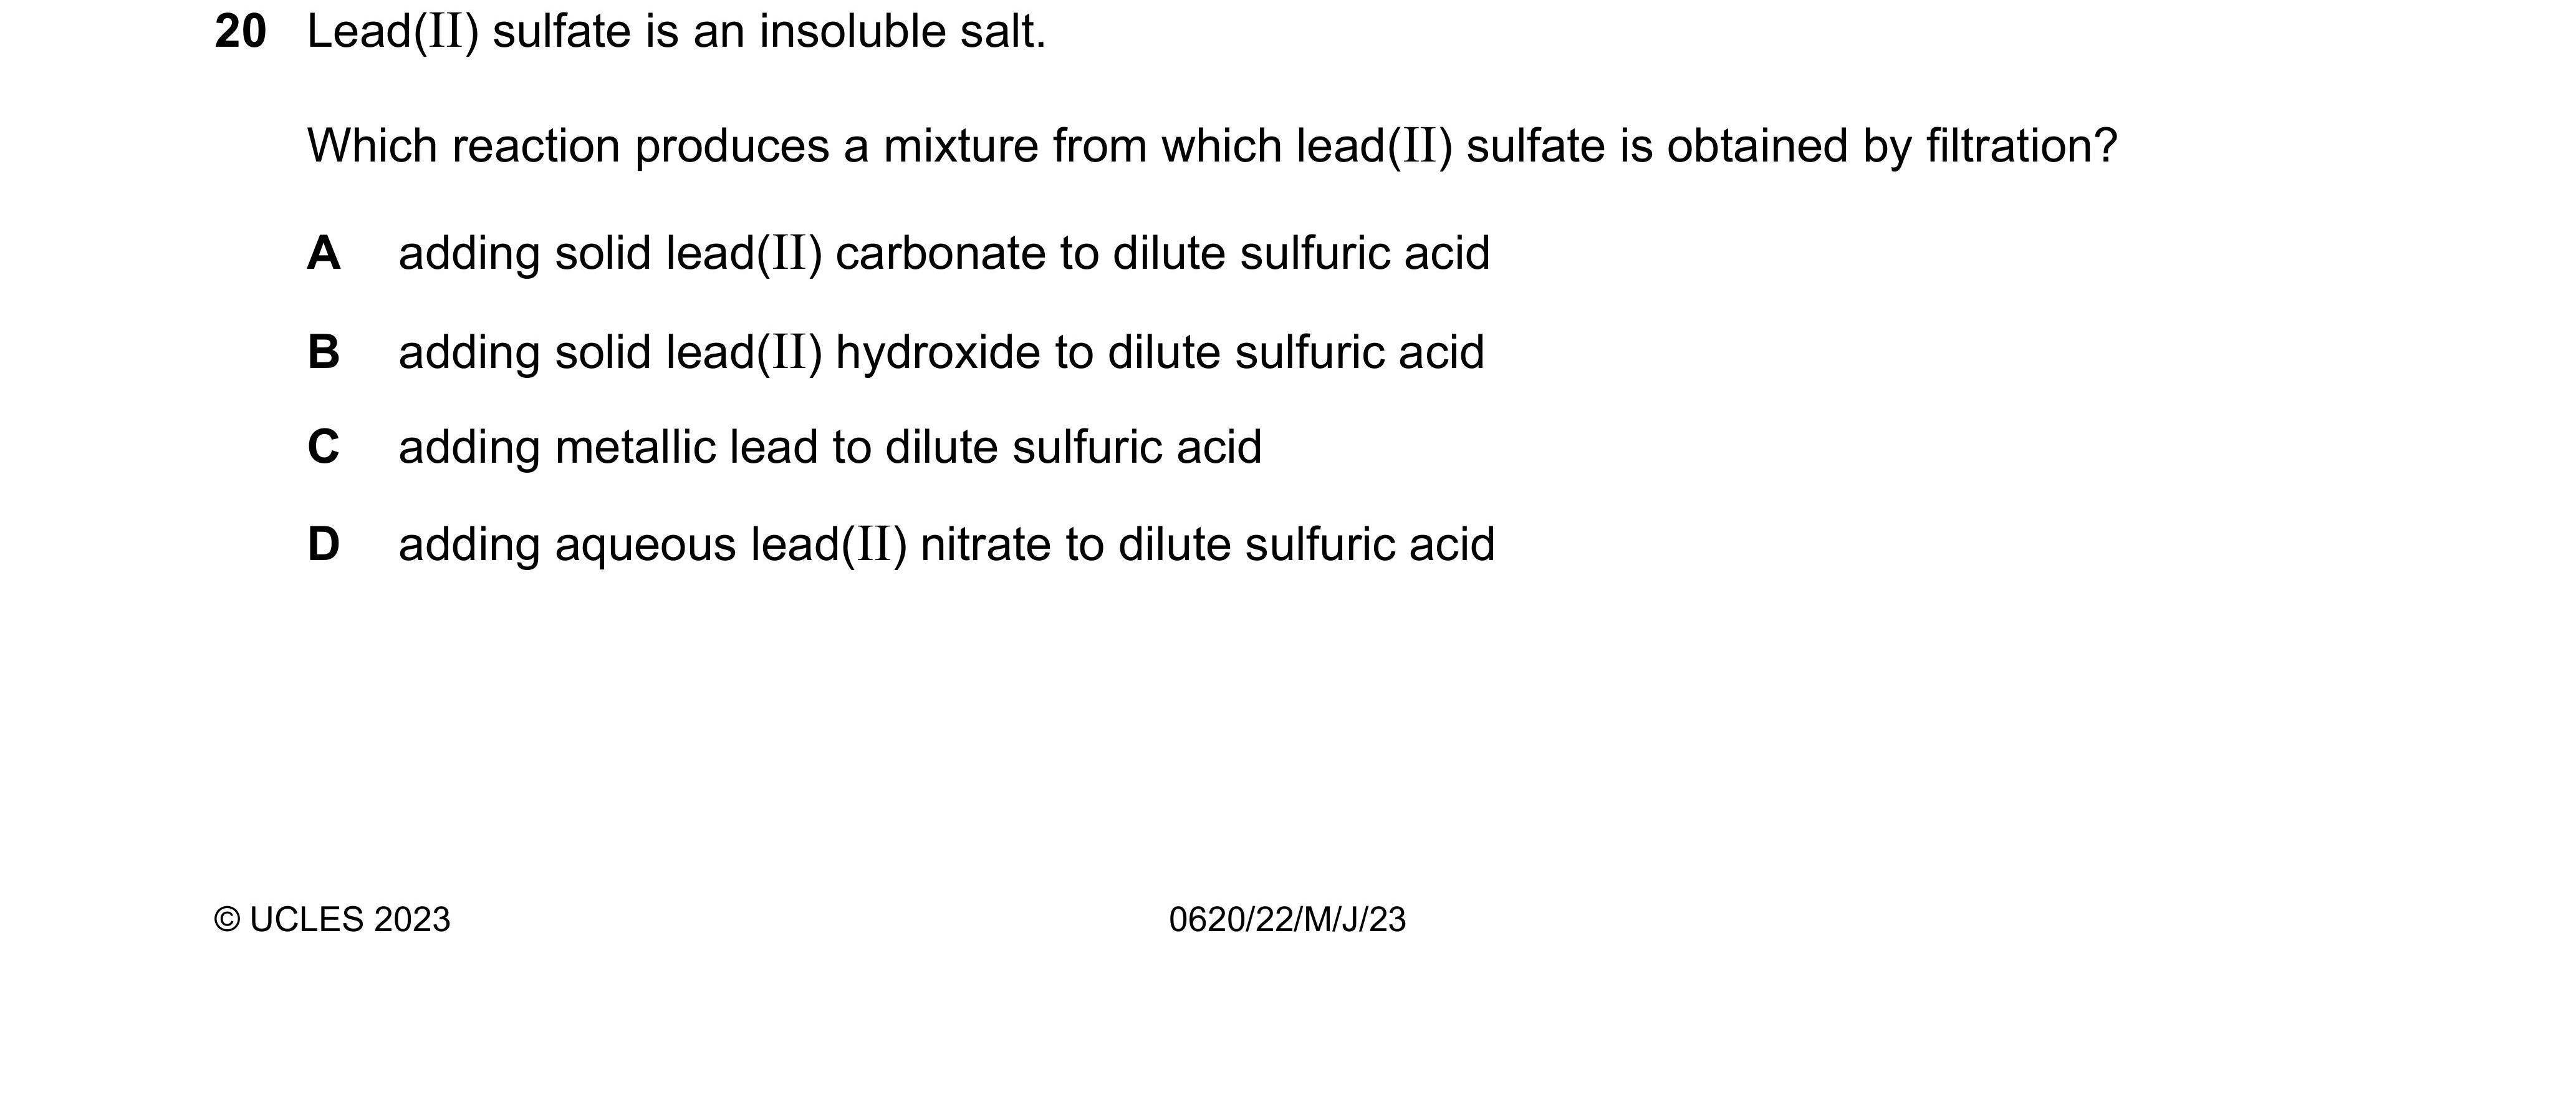 20 Lead(II) sulfate is an insoluble salt.
Which reaction produces a mixture from which lead(II) sulfate is obtained by filtration?
A adding solid lead(II) carbonate to dilute sulfuric acid
B adding solid lead(II) hydroxide to dilute sulfuric acid
C adding metallic lead to dilute sulfuric acid
D adding aqueous lead(II) nitrate to dilute sulfuric acid
© UCLES 2023 0620/22/M/J/23